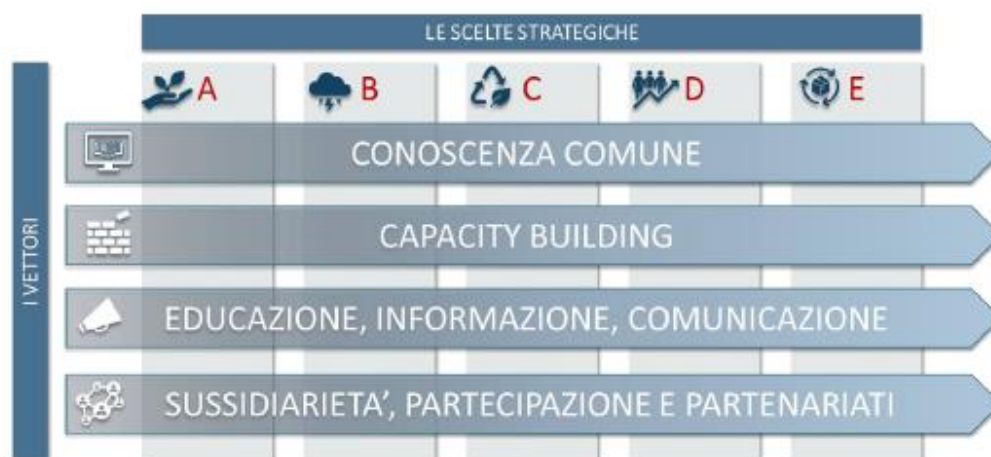 LE SCELTE STRATEGICHE
A
B
C
D
E
I VETTORI
CONOSCENZA COMUNE
CAPACITY BUILDING
EDUCAZIONE, INFORMAZIONE, COMUNICAZIONE
SUSSIDIARIETA’, PARTECIPAZIONE E PARTENARIATI